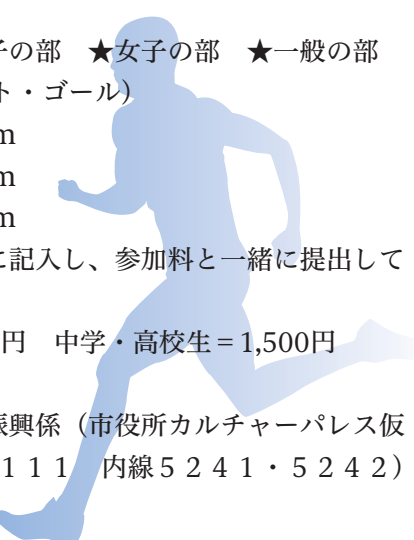 子の部　★女子の部　★一般の部
ト・ゴール）
m
m
m
に記入し、参加料と一緒に提出して
円　中学・高校生＝1,500円
振興係（市役所カルチャーパレス仮
１１１　内線５２４１・５２４２）